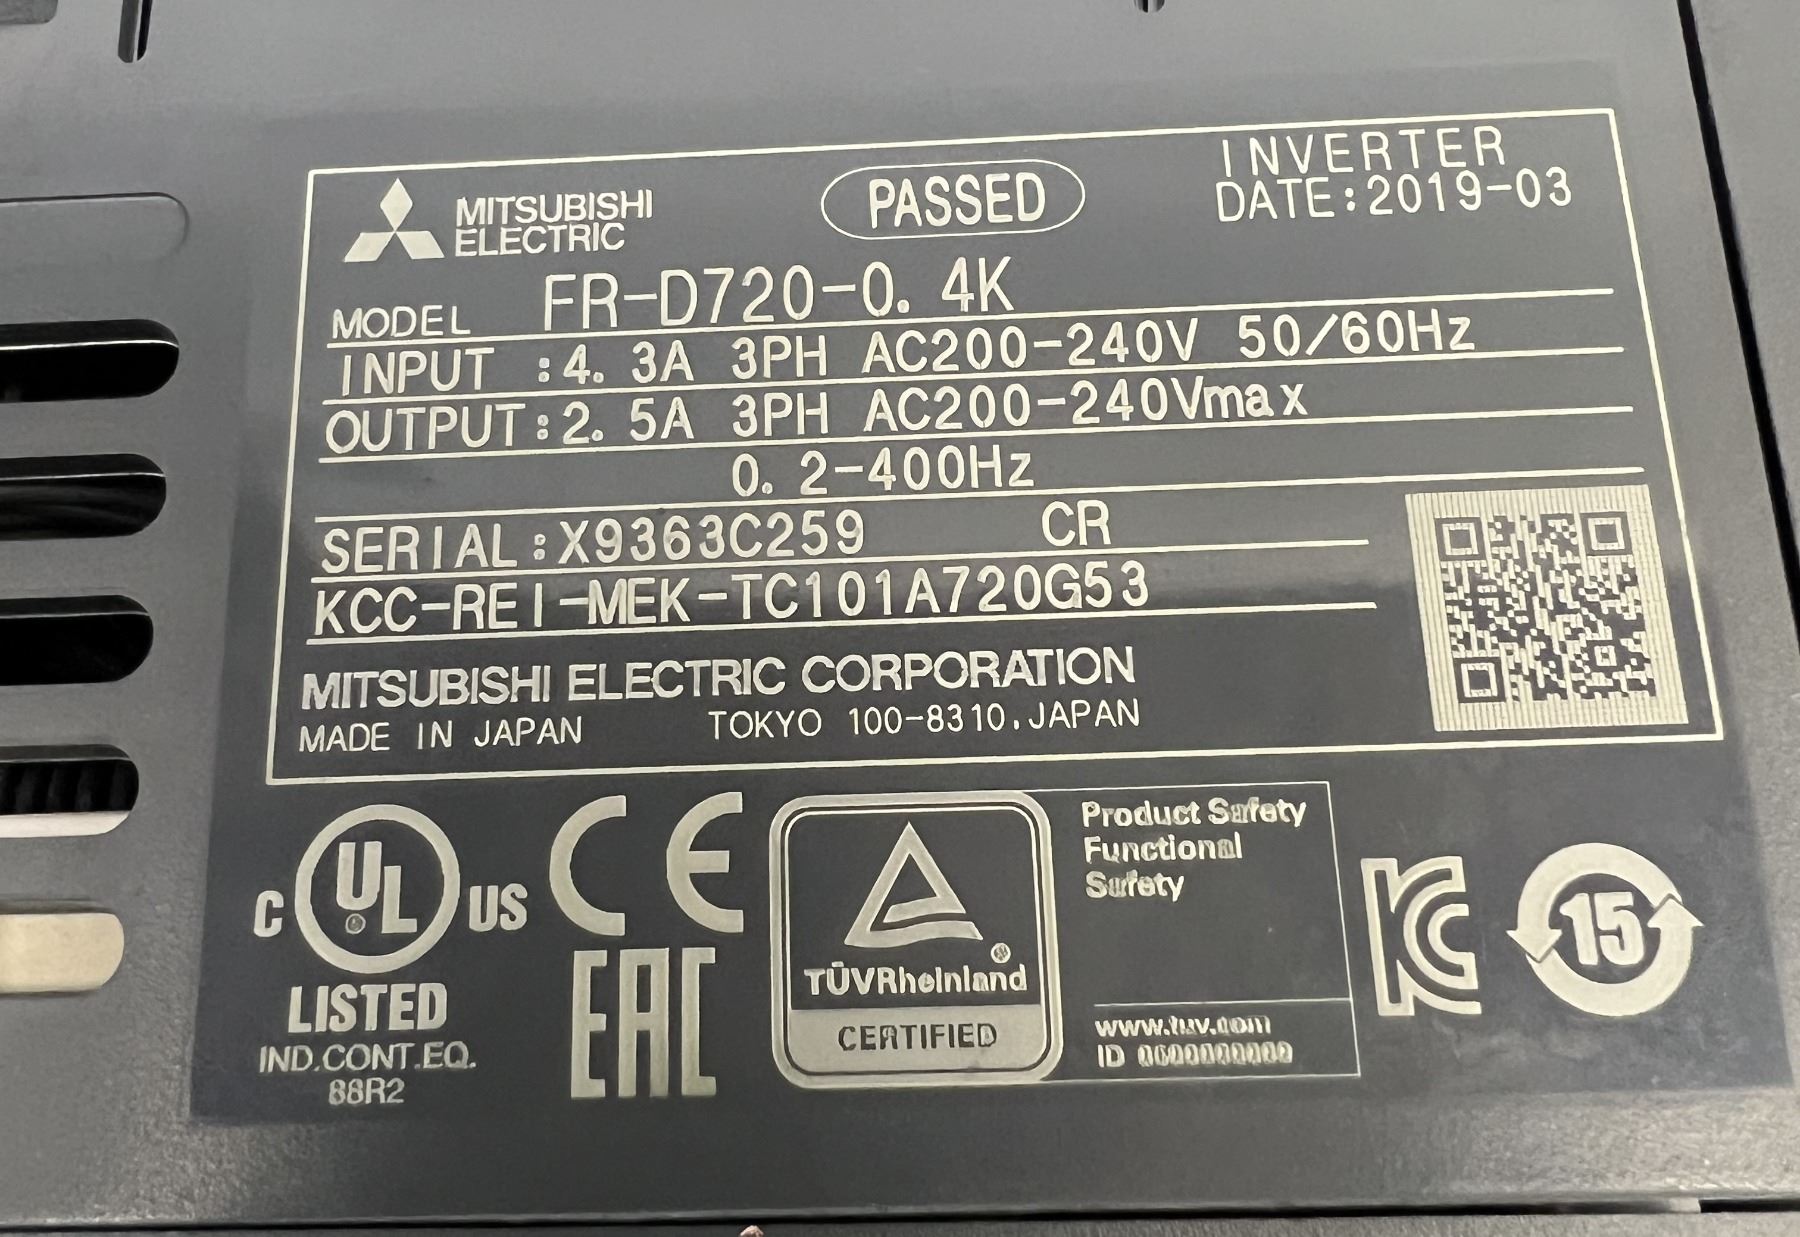 INVERTER
MITSUBISHI
ELECTRIC
PASSED
DATE:2019-03
MODEL FR-D720-0.4K
INPUT :4.3A 3PH AC200-240V 50/60Hz
OUTPUT:2.5A 3PH AC200-240Vmax
0.2-400Hz
SERIAL:X9363C259 CR
KCC-REI-MEK-TC101A720G53
MITSUBISHI ELECTRIC CORPORATION
MADE IN JAPAN TOKYO 100-8310, JAPAN
C UL ® US
LISTED
IND.CONT.EQ.
88R2
CE
EAC
TÜVRheinland ®
CERTIFIED
Product Safety
Functional
Safety
www.tuv.com
ID
KC
15